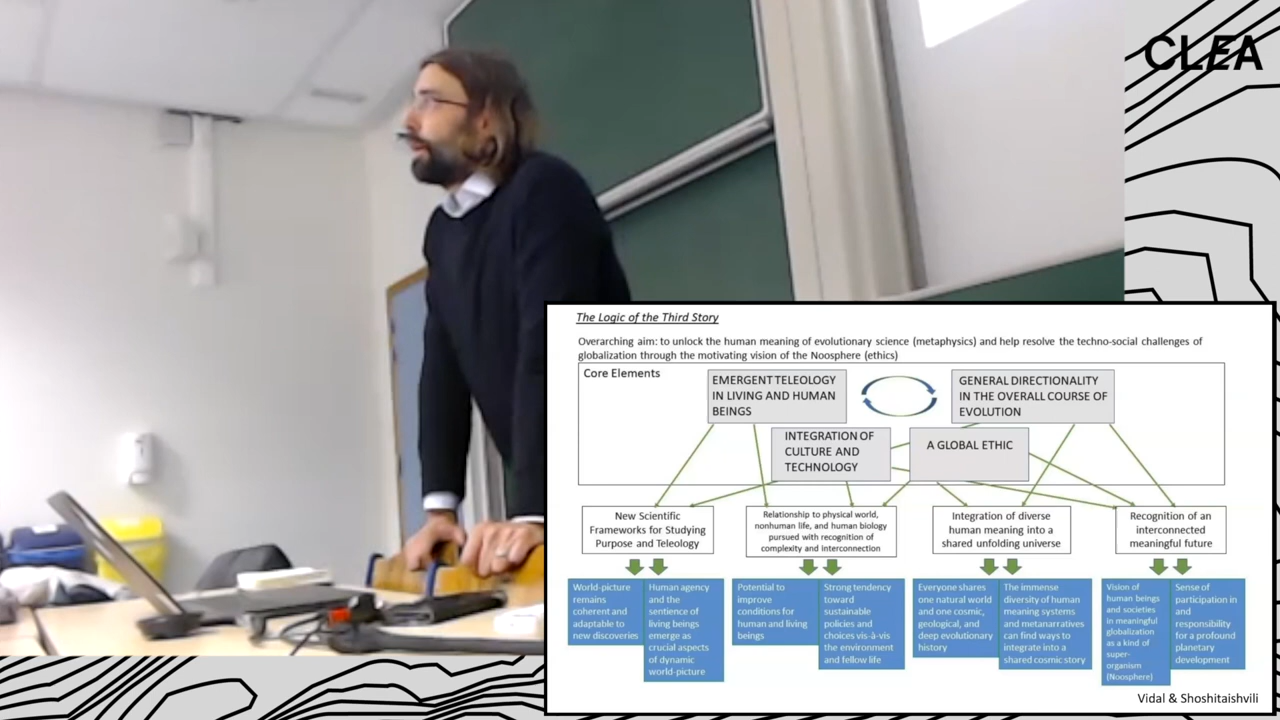 CLEA
The Logic of the Third Story
Overarching aim: to unlock the human meaning of evolutionary science (metaphysics) and help resolve the techno-social challenges of
globalization through the motivating vision of the Noosphere (ethics)
Core Elements
EMERGENT TELEOLOGY
IN LIVING AND HUMAN
BEINGS
GENERAL DIRECTIONALITY
IN THE OVERALL COURSE OF
EVOLUTION
INTEGRATION OF
CULTURE AND
TECHNOLOGY
A GLOBAL ETHIC
New Scientific
Frameworks for Studying
Purpose and Teleology
Relationship to physical world,
nonhuman life, and human biology
pursued with recognition of
complexity and interconnection
Integration of diverse
human meaning into a
shared unfolding universe
Recognition of an
interconnected
meaningful future
World-picture
remains
coherent and
adaptable to
new discoveries
Human agency
and the
sentience of
living beings
emerge as
crucial aspects
of dynamic
world-picture
Potential to
improve
conditions for
human and living
beings
Strong tendency
toward
sustainable
policies and
choices vis-à-vis
the environment
and fellow life
Everyone shares
one natural world
and one cosmic,
geological, and
deep evolutionary
history
The immense
diversity of human
meaning systems
and metanarratives
can find ways to
integrate into a
shared cosmic story
Vision of
human beings
and societies
in meaningful
globalization
as a kind of
super-
organism
(Noosphere)
Sense of
participation in
and
responsibility
for a profound
planetary
development
Vidal & Shoshitaishvili